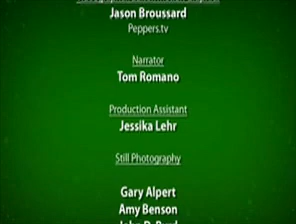 Jason Broussard
Peppers.tv
Narrator
Tom Romano
Production Assistant
Jessika Lehr
Still Photography
Gary Alpert
Amy Benson